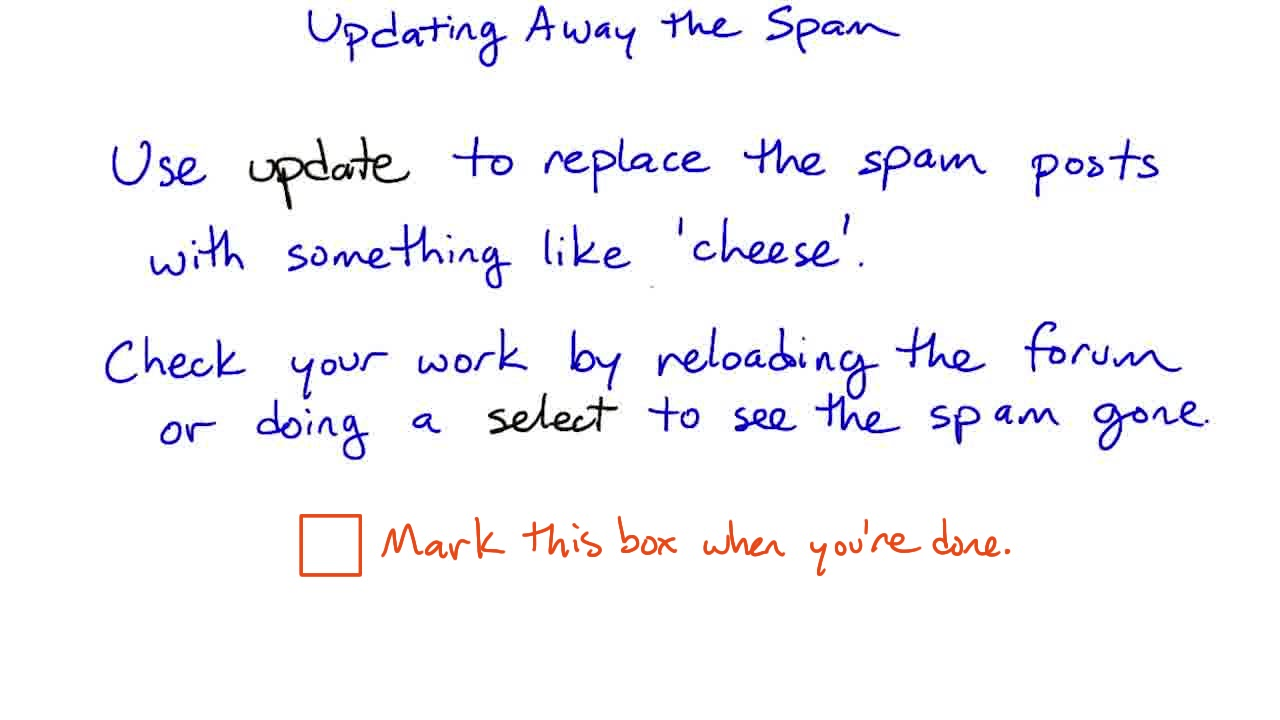 Updating Away the Spam
Use update to replace the spam posts
with something like 'cheese'.
Check your work by reloading the forum
or doing a select to see the spam gone.
Mark this box when you're done.